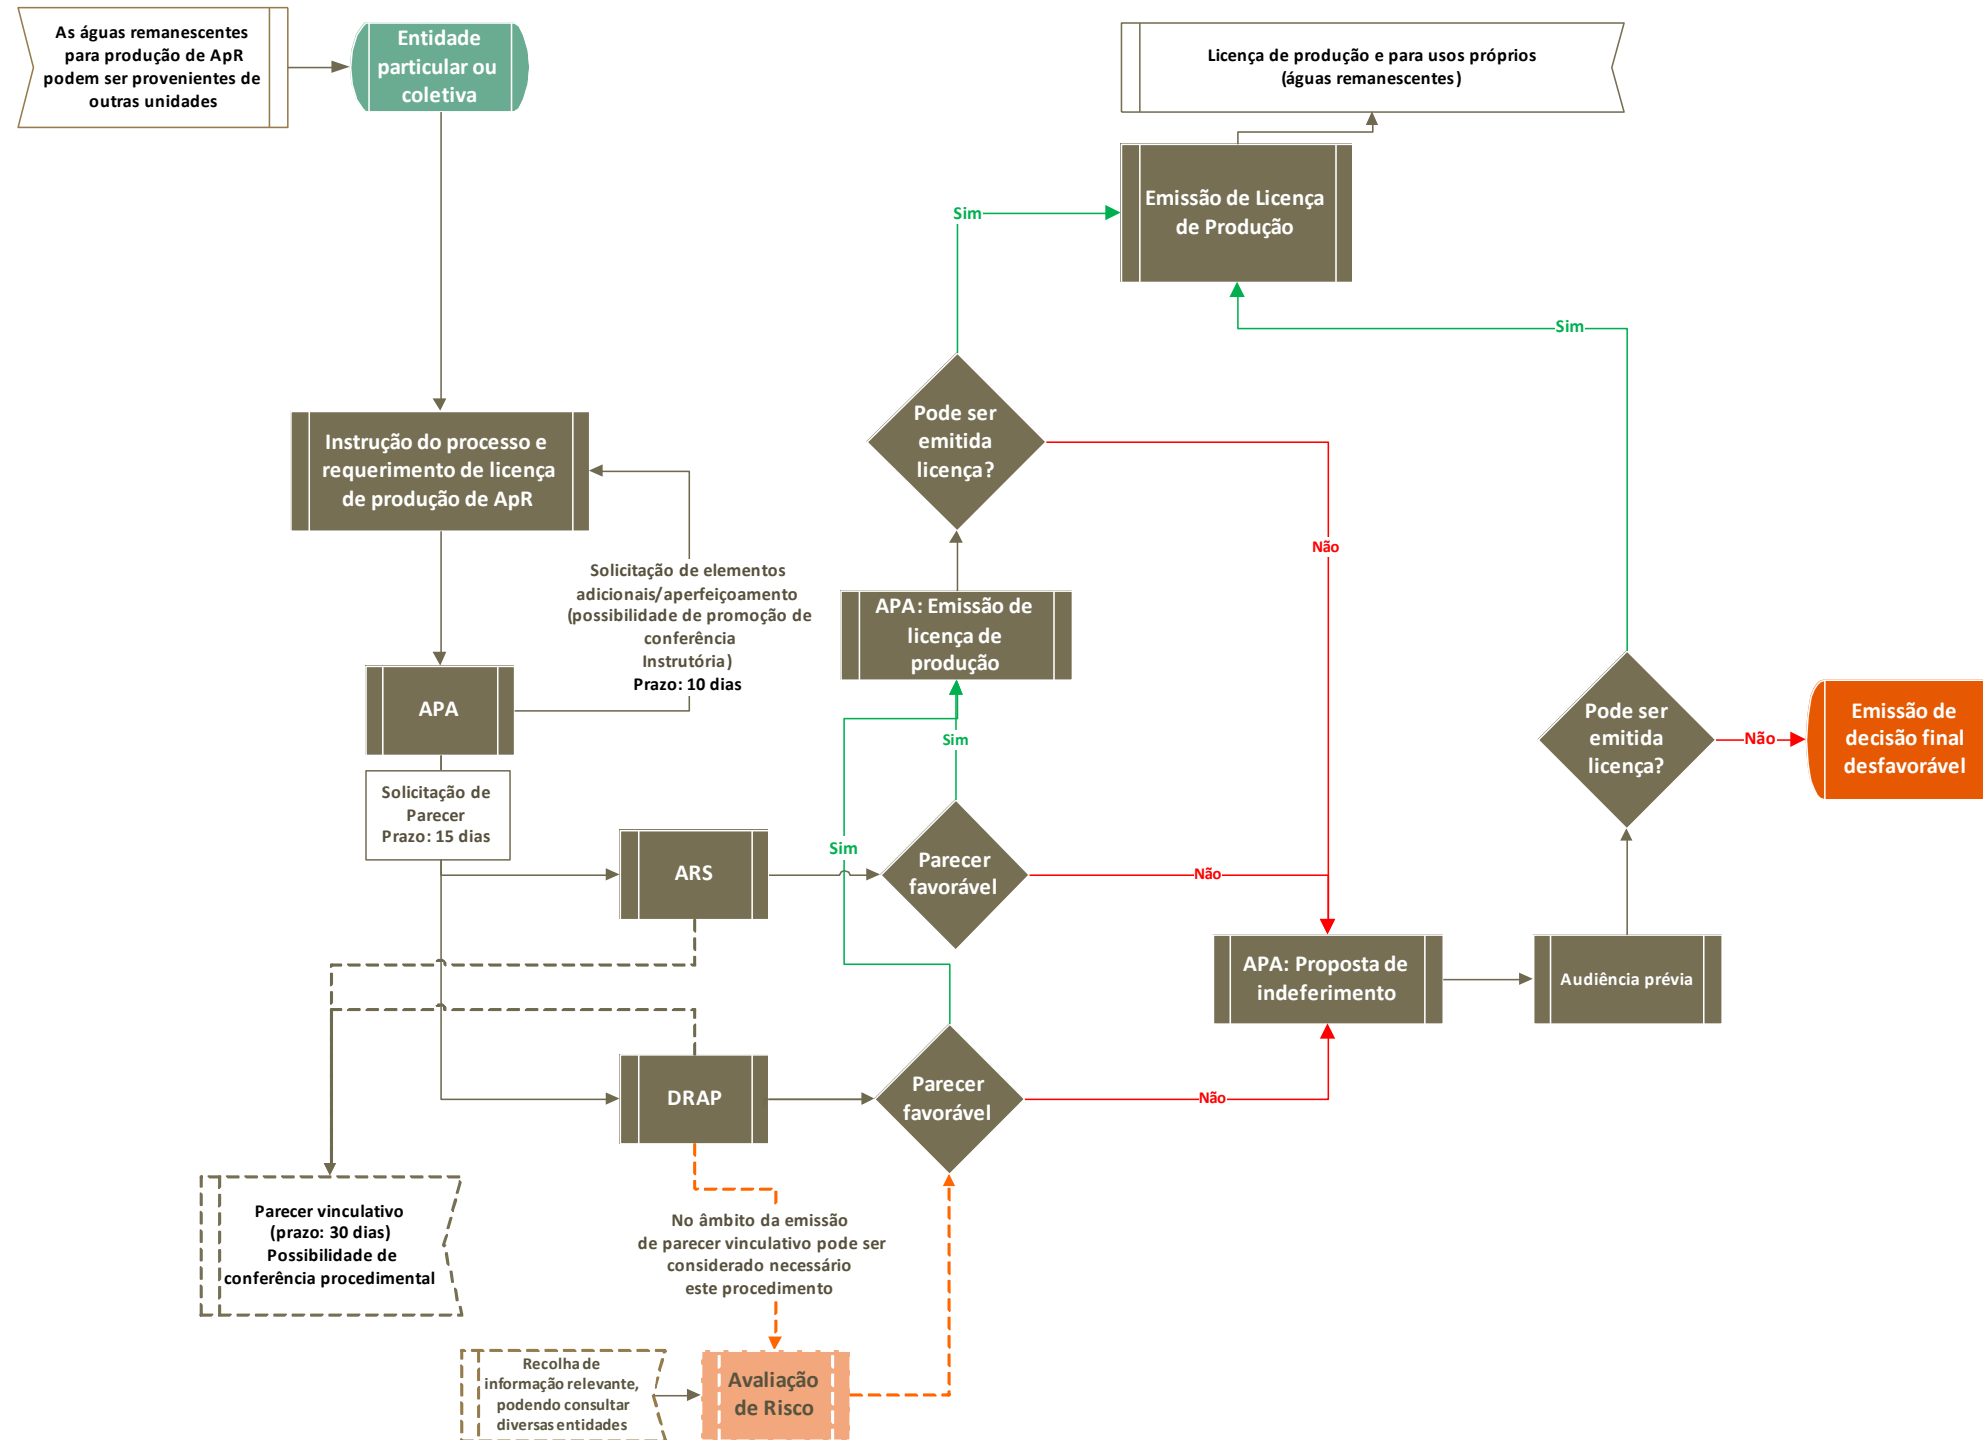 As águas remanescentes
para produção de ApR
podem ser provenientes de
outras unidades
Entidade
particular ou
coletiva
Licença de produção e para usos próprios
(águas remanescentes)
Emissão de Licença
de Produção
Sim
Sim
Pode ser
emitida
licença?
Instrução do processo e
requerimento de licença
de produção de ApR
Não
Solicitação de elementos
adicionais/aperfeiçoamento
(possibilidade de promoção de
conferência
Instrutória)
Prazo: 10 dias
APA: Emissão de
licença de
produção
APA
Pode ser
emitida
licença?
Não
Emissão de
decisão final
desfavorável
Sim
Solicitação de
Parecer
Prazo: 15 dias
Sim
ARS
Parecer
favorável
Não
APA: Proposta de
indeferimento
Audiência prévia
DRAP
Parecer
favorável
Não
Parecer vinculativo
(prazo: 30 dias)
Possibilidade de
conferência procedimental
No âmbito da emissão
de parecer vinculativo pode ser
considerado necessário
este procedimento
Recolha de
informação relevante,
podendo consultar
diversas entidades
Avaliação
de Risco